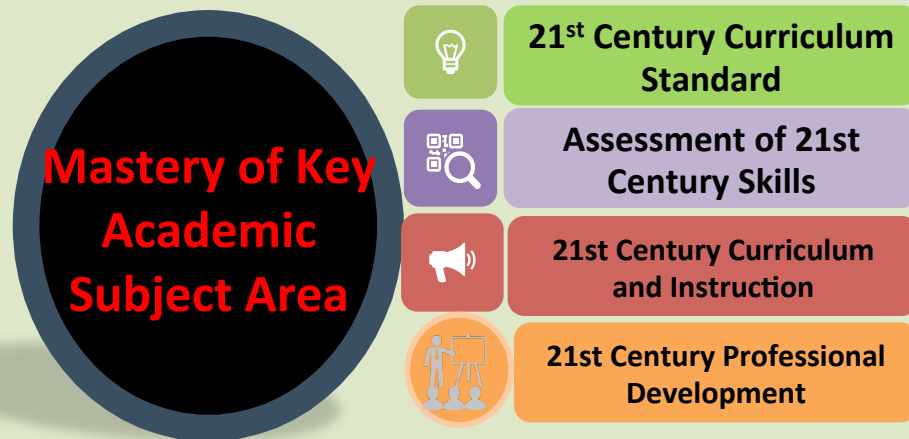 Mastery of Key
Academic
Subject Area
21st Century Curriculum
Standard
Assessment of 21st
Century Skills
21st Century Curriculum
and Instruction
21st Century Professional
Development